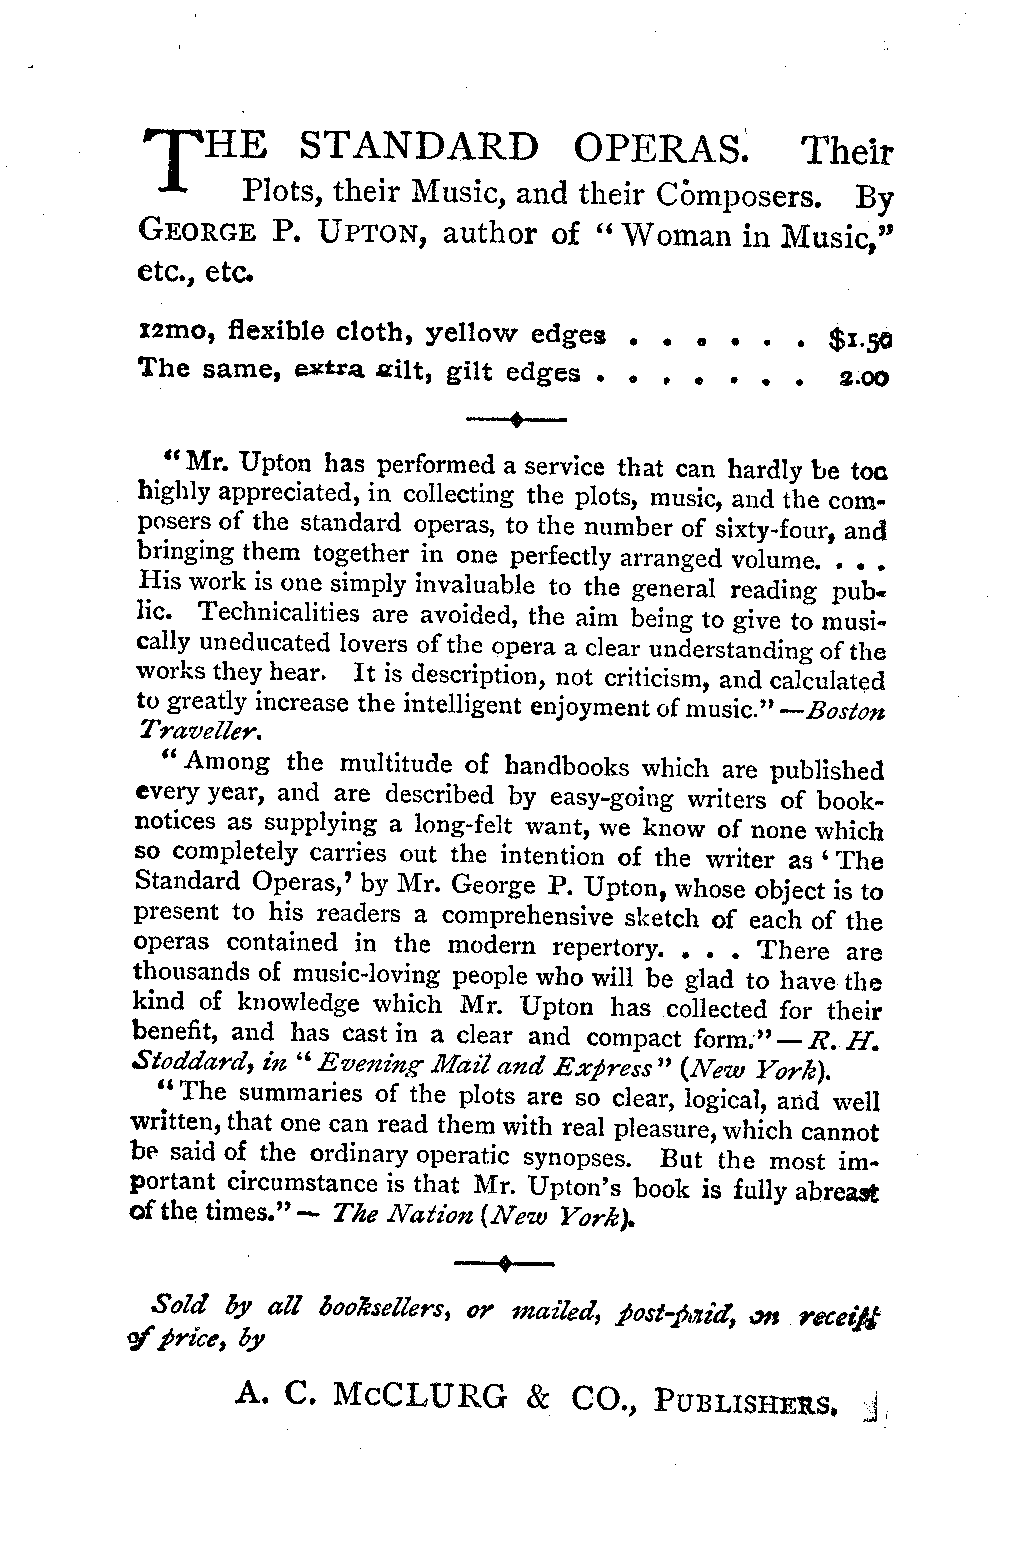 THE STANDARD OPERAS. Their
Plots, their Music, and their Composers. By
GEORGE P. UPTON, author of “Woman in Music,”
etc., etc.
12mo, flexible cloth, yellow edges . . . . . . $1.50
The same, extra gilt, gilt edges . . . . . . . 2.00
“Mr. Upton has performed a service that can hardly be too
highly appreciated, in collecting the plots, music, and the com-
posers of the standard operas, to the number of sixty-four, and
bringing them together in one perfectly arranged volume. . . .
His work is one simply invaluable to the general reading pub-
lic. Technicalities are avoided, the aim being to give to musi-
cally uneducated lovers of the opera a clear understanding of the
works they hear. It is description, not criticism, and calculated
to greatly increase the intelligent enjoyment of music.”—Boston
Traveller.
“Among the multitude of handbooks which are published
every year, and are described by easy-going writers of book-
notices as supplying a long-felt want, we know of none which
so completely carries out the intention of the writer as ‘The
Standard Operas,’ by Mr. George P. Upton, whose object is to
present to his readers a comprehensive sketch of each of the
operas contained in the modern repertory. . . . There are
thousands of music-loving people who will be glad to have the
kind of knowledge which Mr. Upton has collected for their
benefit, and has cast in a clear and compact form.”—R. H.
Stoddard, in “Evening Mail and Express” (New York).
“The summaries of the plots are so clear, logical, and well
written, that one can read them with real pleasure, which cannot
be said of the ordinary operatic synopses. But the most im-
portant circumstance is that Mr. Upton’s book is fully abreast
of the times.”— The Nation (New York).
Sold by all booksellers, or mailed, post-paid, on receipt
of price, by
A. C. McCLURG & CO., PUBLISHERS.